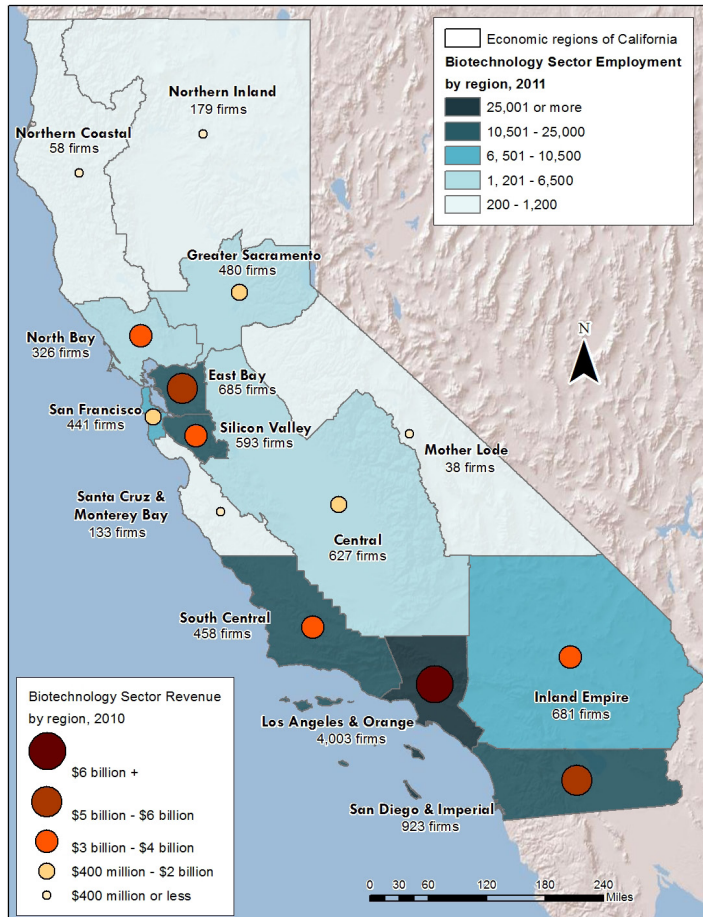 Economic regions of California
Biotechnology Sector Employment
by region, 2011
25,001 or more
10,501 - 25,000
6, 501 - 10,500
1, 201 - 6,500
200 - 1,200
Northern Inland
179 firms
Northern Coastal
58 firms
Greater Sacramento
480 firms
North Bay
326 firms
East Bay
685 firms
San Francisco
441 firms
Silicon Valley
593 firms
Mother Lode
38 firms
Santa Cruz &
Monterey Bay
133 firms
Central
627 firms
South Central
458 firms
Inland Empire
681 firms
Los Angeles & Orange
4,003 firms
San Diego & Imperial
923 firms
N
Biotechnology Sector Revenue
by region, 2010
$6 billion +
$5 billion - $6 billion
$3 billion - $4 billion
$400 million - $2 billion
$400 million or less
0 30 60 120 180 240
Miles